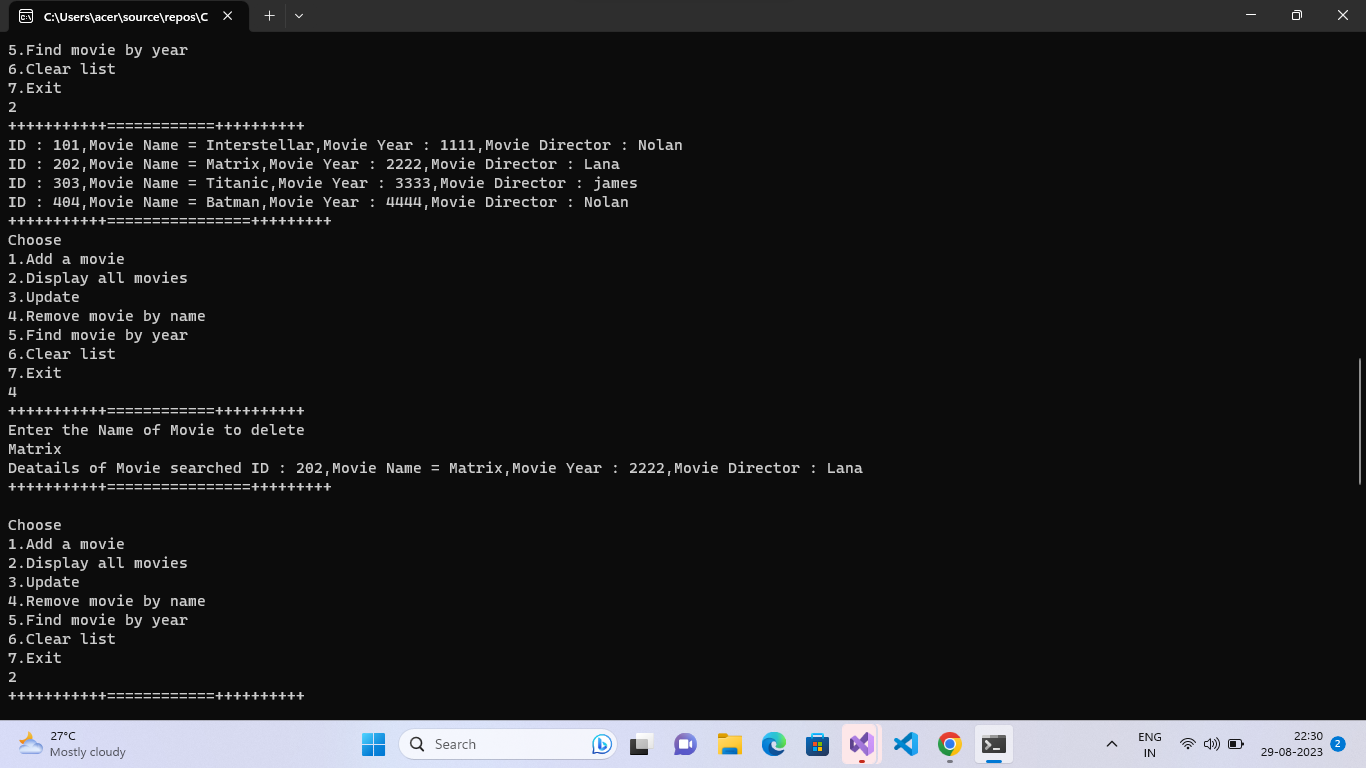 C:\Users\acer\source\repos\C
5.Find movie by year
6.Clear list
7.Exit
2
+++++++++++============++++++++++
ID : 101,Movie Name = Interstellar,Movie Year : 1111,Movie Director : Nolan
ID : 202,Movie Name = Matrix,Movie Year : 2222,Movie Director : Lana
ID : 303,Movie Name = Titanic,Movie Year : 3333,Movie Director : james
ID : 404,Movie Name = Batman,Movie Year : 4444,Movie Director : Nolan
+++++++++++================+++++++++
Choose
1.Add a movie
2.Display all movies
3.Update
4.Remove movie by name
5.Find movie by year
6.Clear list
7.Exit
4
+++++++++++============++++++++++
Enter the Name of Movie to delete
Matrix
Deatails of Movie searched ID : 202,Movie Name = Matrix,Movie Year : 2222,Movie Director : Lana
+++++++++++================+++++++++
Choose
1.Add a movie
2.Display all movies
3.Update
4.Remove movie by name
5.Find movie by year
6.Clear list
7.Exit
2
+++++++++++============++++++++++
27°C
Mostly cloudy
Search
ENG
IN
22:30
29-08-2023
2